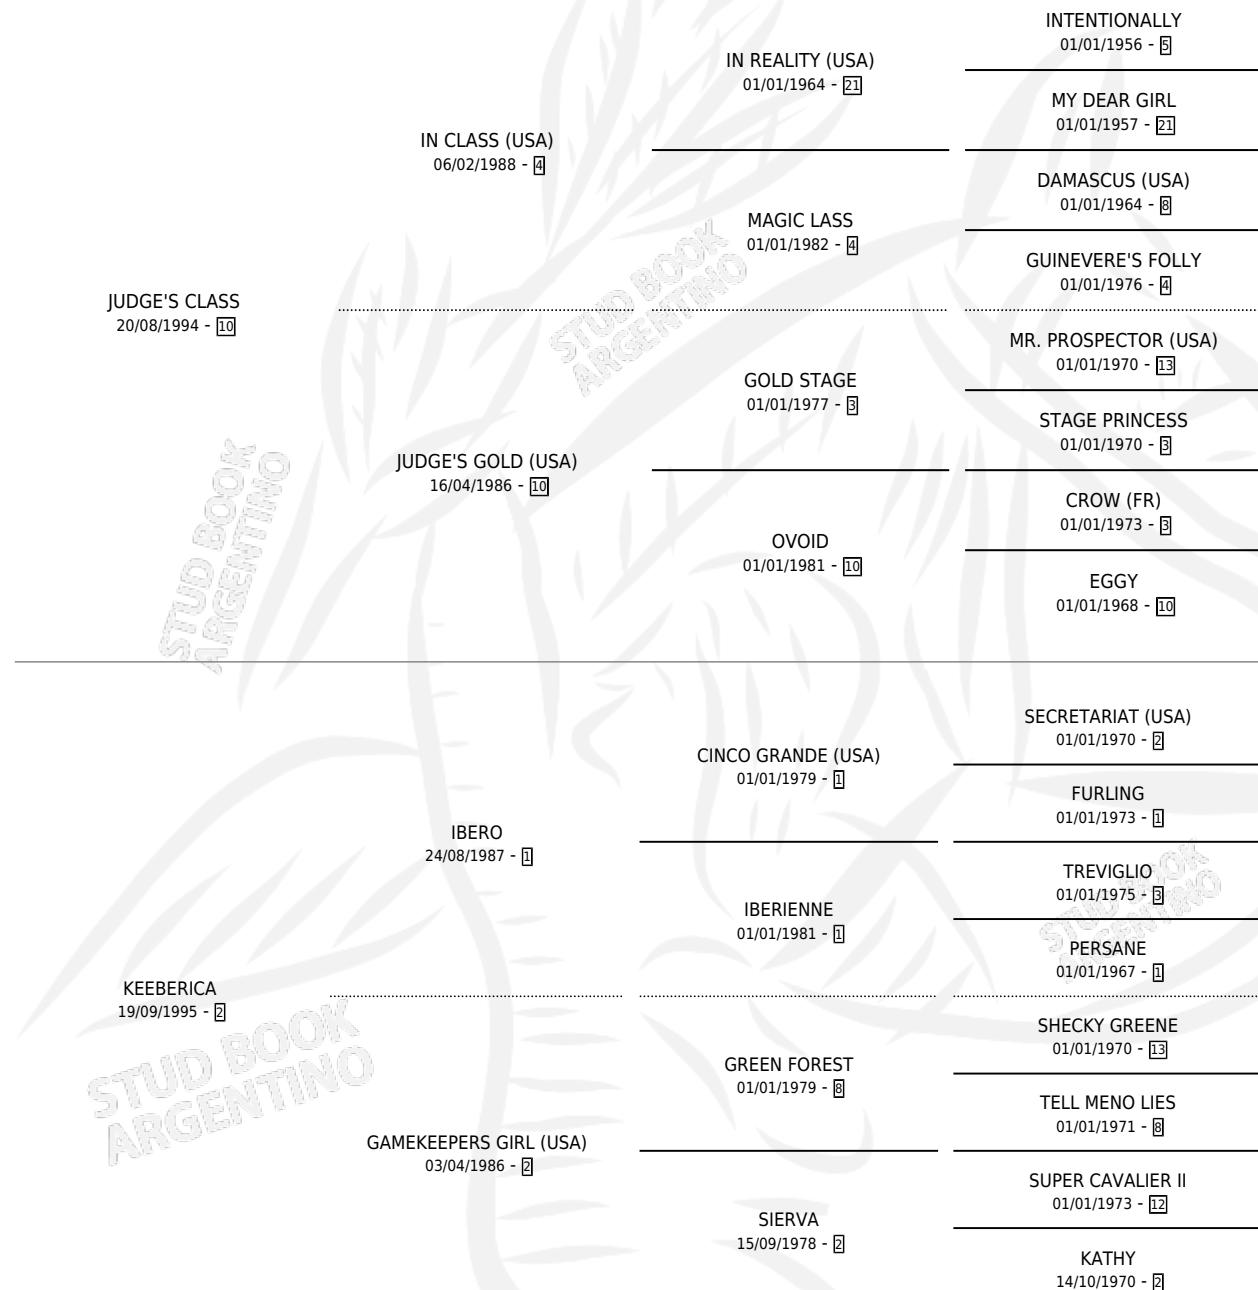 JUDGE'S CLASS
20/08/1994 - 10
IN CLASS (USA)
06/02/1988 - 4
JUDGE'S GOLD (USA)
16/04/1986 - 10
IN REALITY (USA)
01/01/1964 - 21
MAGIC LASS
01/01/1982 - 4
GOLD STAGE
01/01/1977 - 3
OVOID
01/01/1981 - 10
INTENTIONALLY
01/01/1956 - 5
MY DEAR GIRL
01/01/1957 - 21
DAMASCUS (USA)
01/01/1964 - 8
GUINEVERE'S FOLLY
01/01/1976 - 4
MR. PROSPECTOR (USA)
01/01/1970 - 13
STAGE PRINCESS
01/01/1970 - 3
CROW (FR)
01/01/1973 - 3
EGGY
01/01/1968 - 10
STUD BOOK
ARGENTINO
STUD BOOK
ARGENTINO
KEEBERICA
19/09/1995 - 2
IBERO
24/08/1987 - 1
GAMEKEEPERS GIRL (USA)
03/04/1986 - 2
CINCO GRANDE (USA)
01/01/1979 - 1
IBERIENNE
01/01/1981 - 1
GREEN FOREST
01/01/1979 - 8
SIERVA
15/09/1978 - 2
SECRETARIAT (USA)
01/01/1970 - 2
FURLING
01/01/1973 - 1
TREVIGLIO
01/01/1975 - 3
PERSANE
01/01/1967 - 1
SHECKY GREENE
01/01/1970 - 13
TELL MENO LIES
01/01/1971 - 8
SUPER CAVALIER II
01/01/1973 - 12
KATHY
14/10/1970 - 2
STUD BOOK
ARGENTINO
STUD BOOK
ARGENTINO